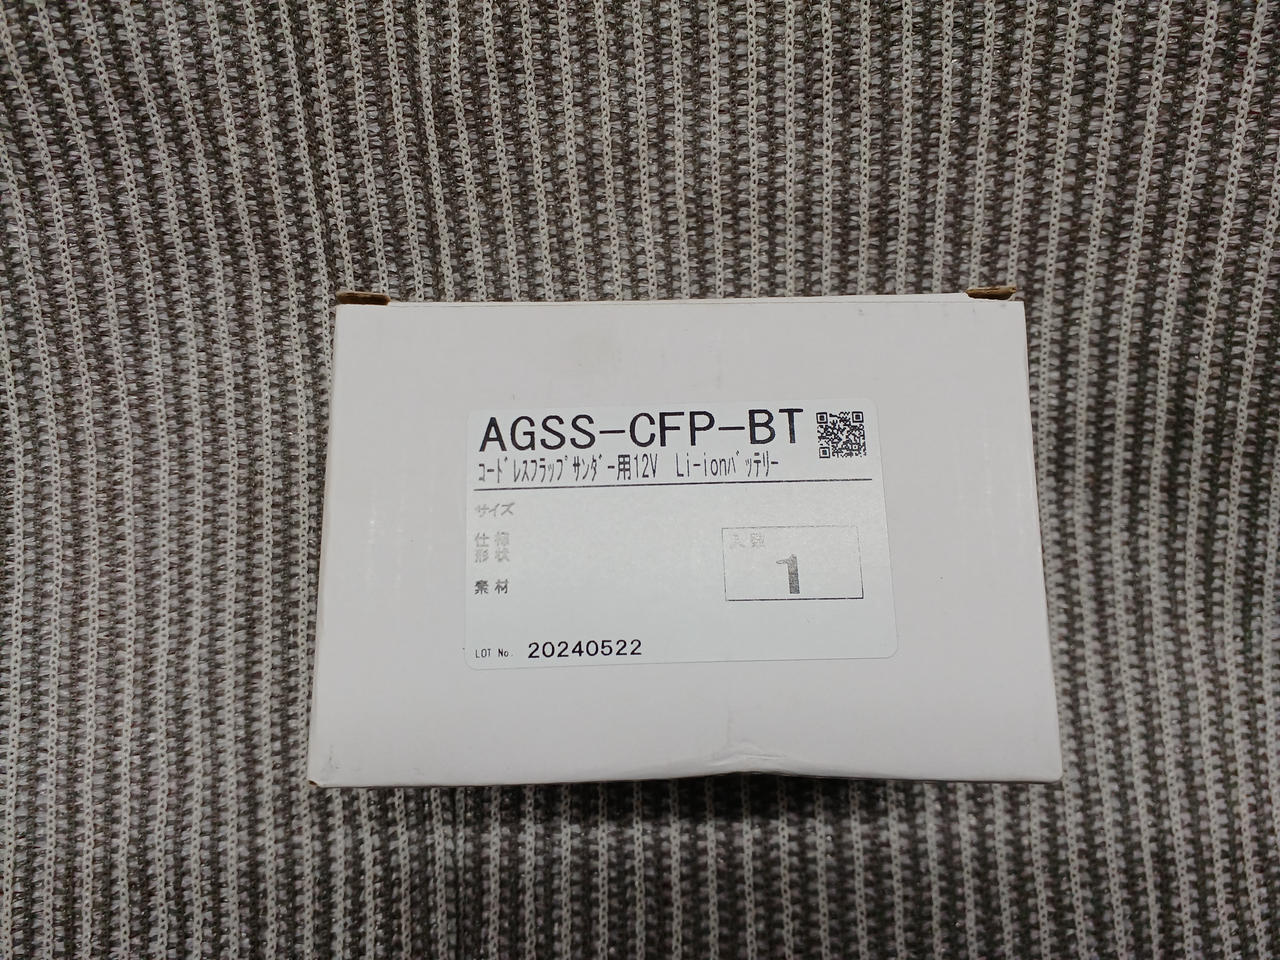 AGSS-CFP-BT
コードレスフラップサンダー用12V Li-ionバッテリー
サイズ
仕様
形状
入数
1
素材
LOT No. 20240522